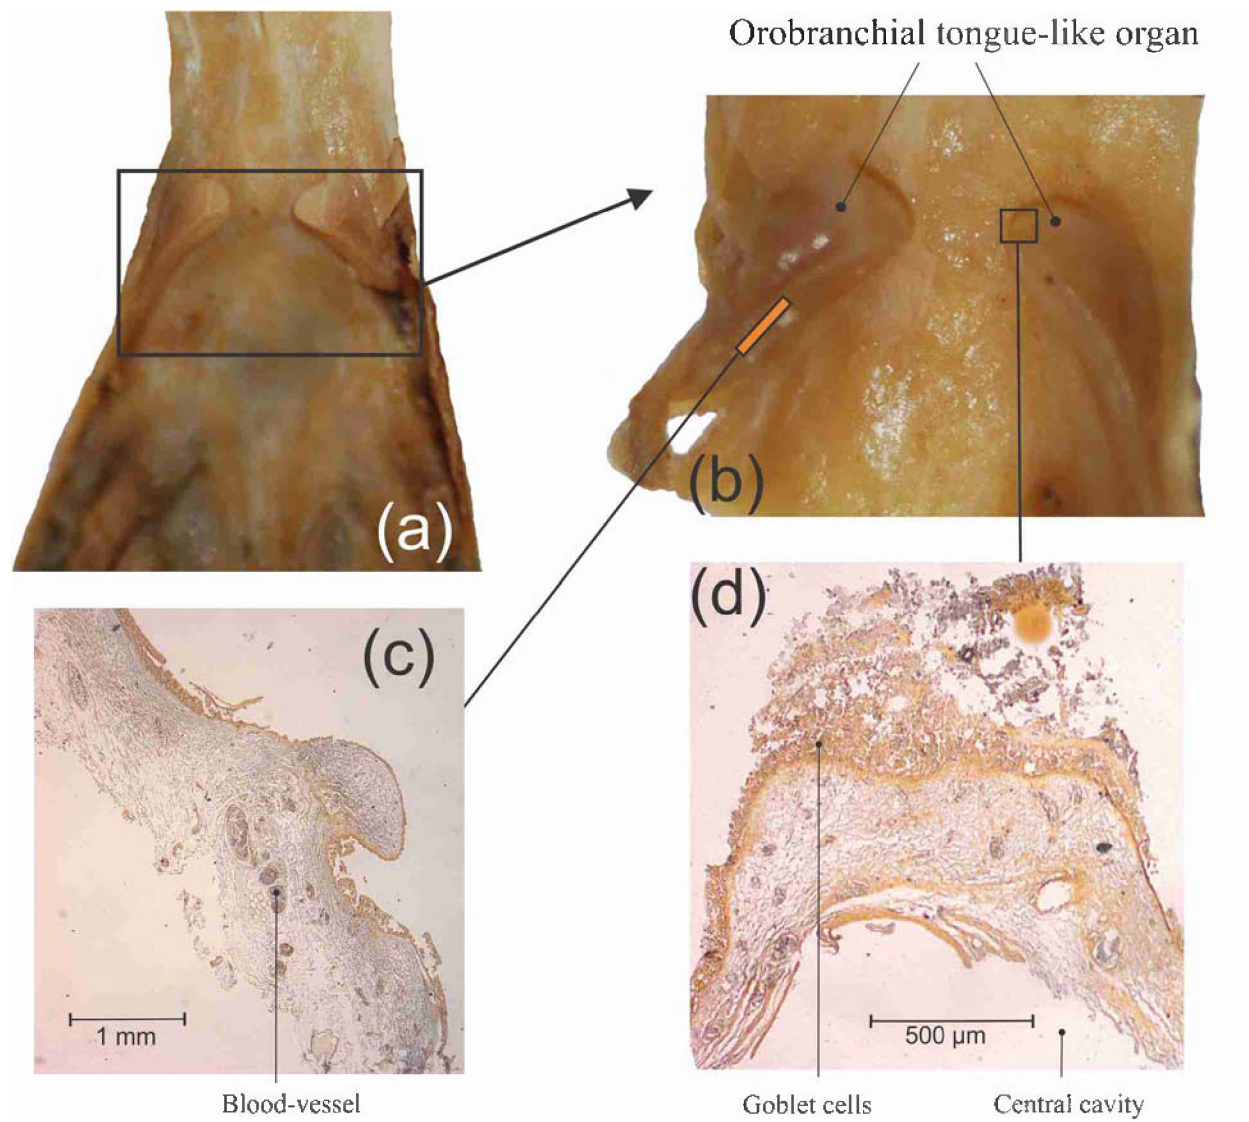 Orobranchial tongue-like organ
(a)
(b)
(c)
(d)
1 mm
500 µm
Blood-vessel
Goblet cells
Central cavity